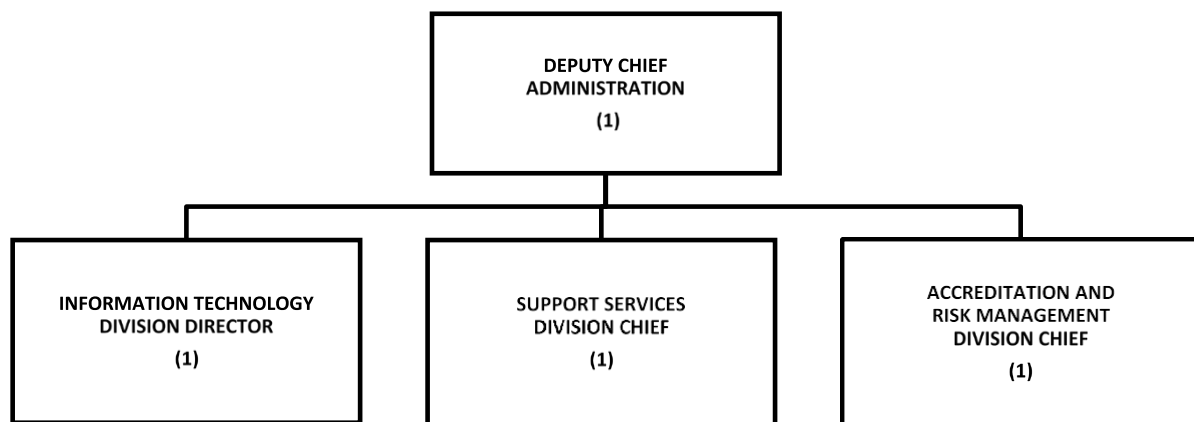 DEPUTY CHIEF
ADMINISTRATION
(1)
INFORMATION TECHNOLOGY
DIVISION DIRECTOR
(1)
SUPPORT SERVICES
DIVISION CHIEF
(1)
ACCREDITATION AND
RISK MANAGEMENT
DIVISION CHIEF
(1)